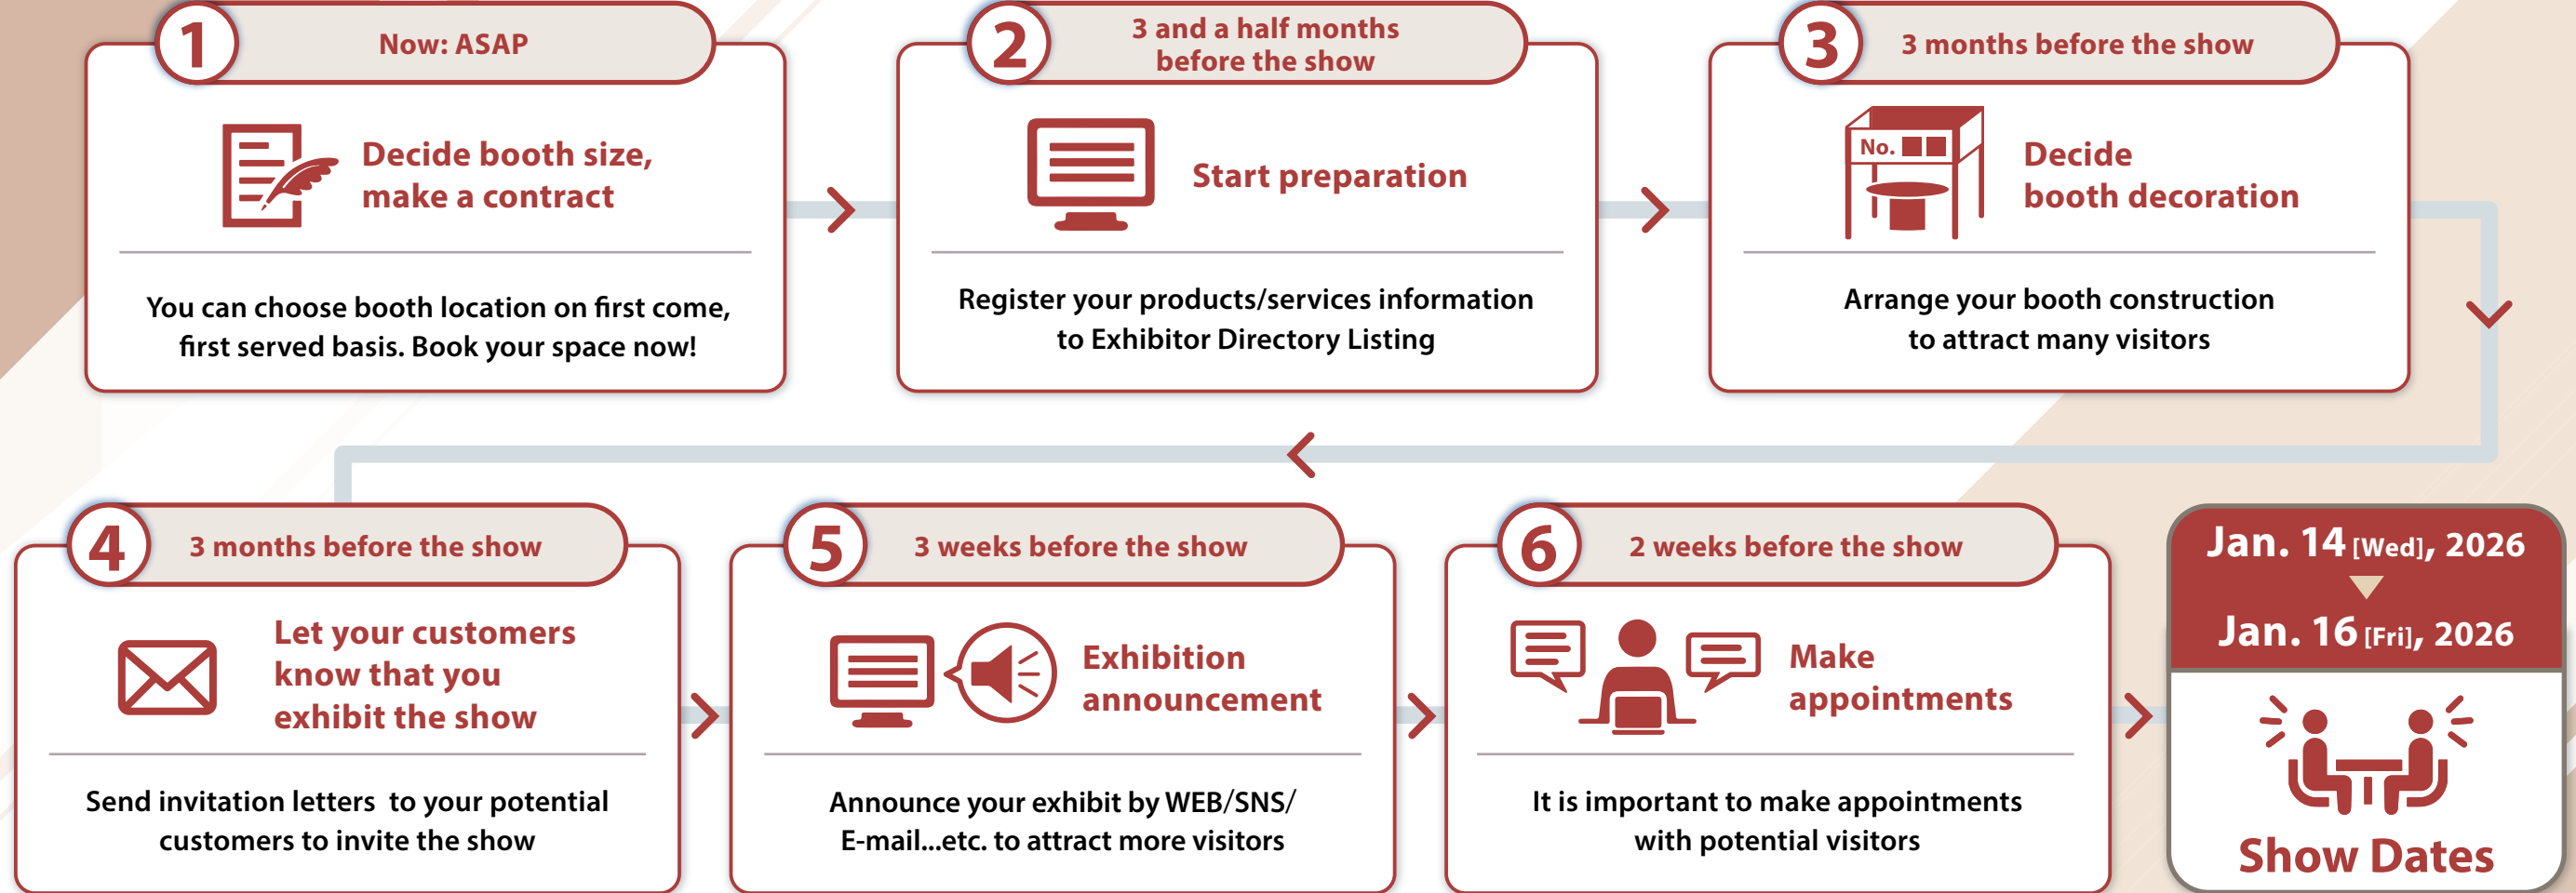 1
Now: ASAP
Decide booth size,
make a contract
You can choose booth location on first come,
first served basis. Book your space now!
2
3 and a half months
before the show
Start preparation
Register your products/services information
to Exhibitor Directory Listing
3
3 months before the show
No.
Decide
booth decoration
Arrange your booth construction
to attract many visitors
4
3 months before the show
Let your customers
know that you
exhibit the show
Send invitation letters to your potential
customers to invite the show
5
3 weeks before the show
Exhibition
announcement
Announce your exhibit by WEB/SNS/
E-mail...etc. to attract more visitors
6
2 weeks before the show
Make
appointments
It is important to make appointments
with potential visitors
Jan. 14 [Wed], 2026
Jan. 16 [Fri], 2026
Show Dates